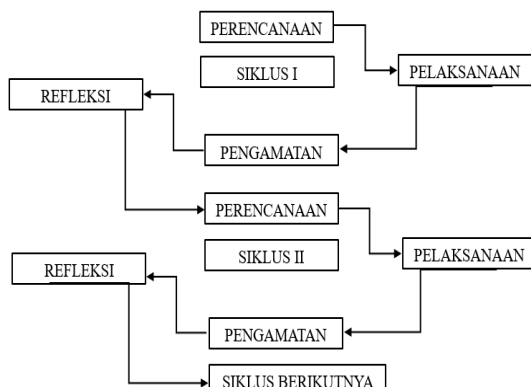 PERENCANAAN
SIKLUS I
PELAKSANAAN
REFLEKSI
PENGAMATAN
PERENCANAAN
SIKLUS II
PELAKSANAAN
REFLEKSI
PENGAMATAN
SIKLUS BERIKUTNYA